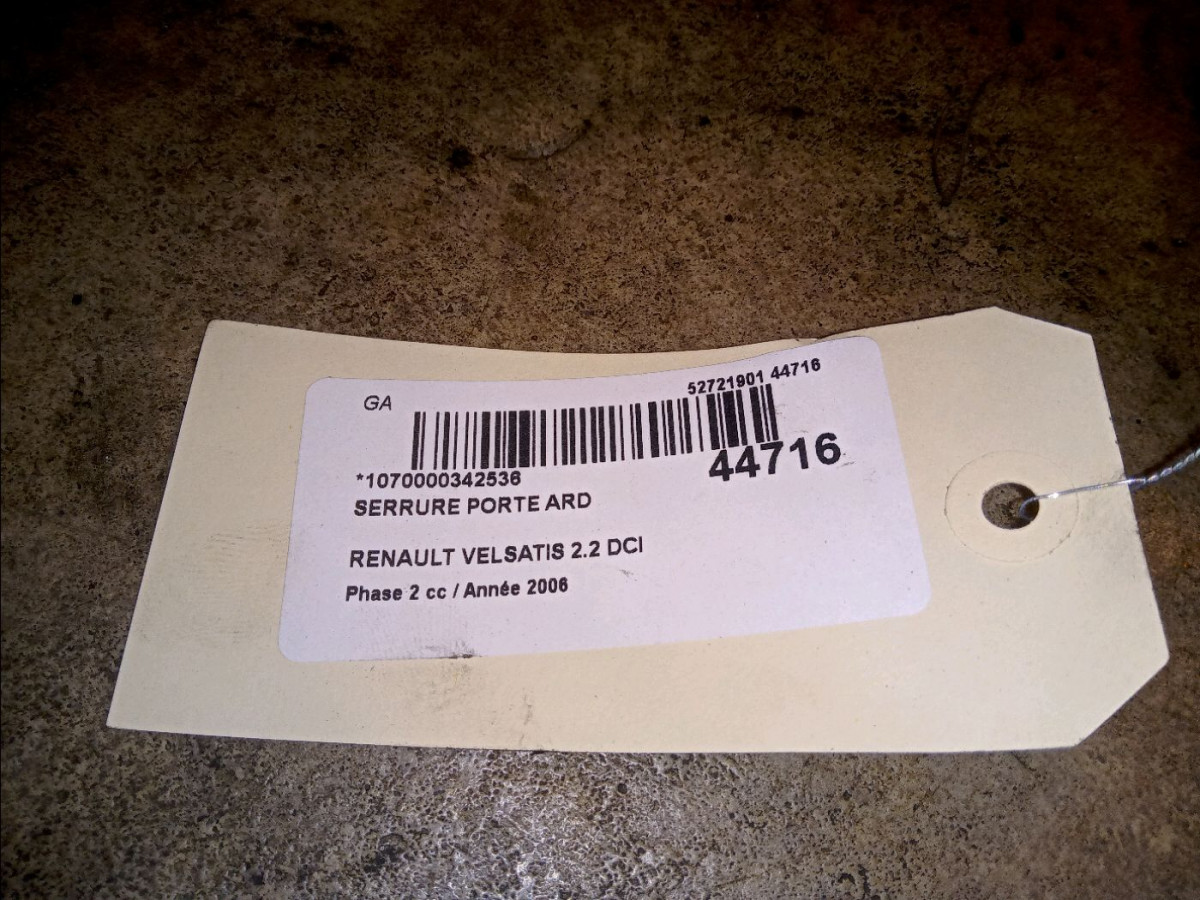 GA
52721901 44716
44716
*1070000342536
SERRURE PORTE ARD
RENAULT VELSATIS 2.2 DCI
Phase 2 cc / Année 2006